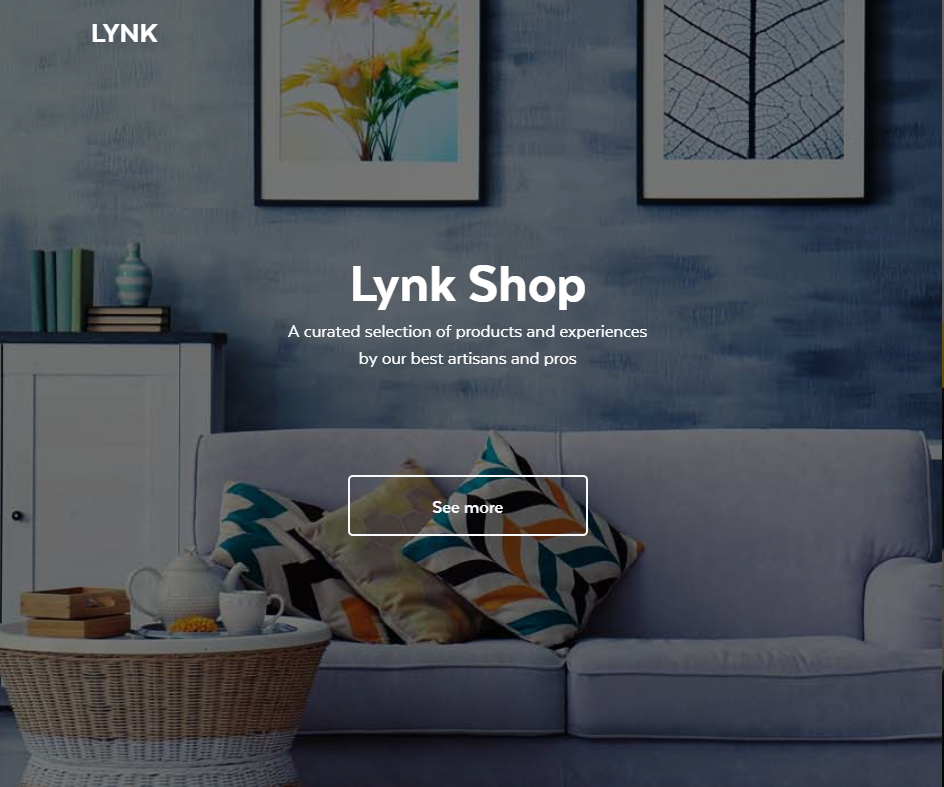 LYNK
Lynk Shop
A curated selection of products and experiences
by our best artisans and pros
See more